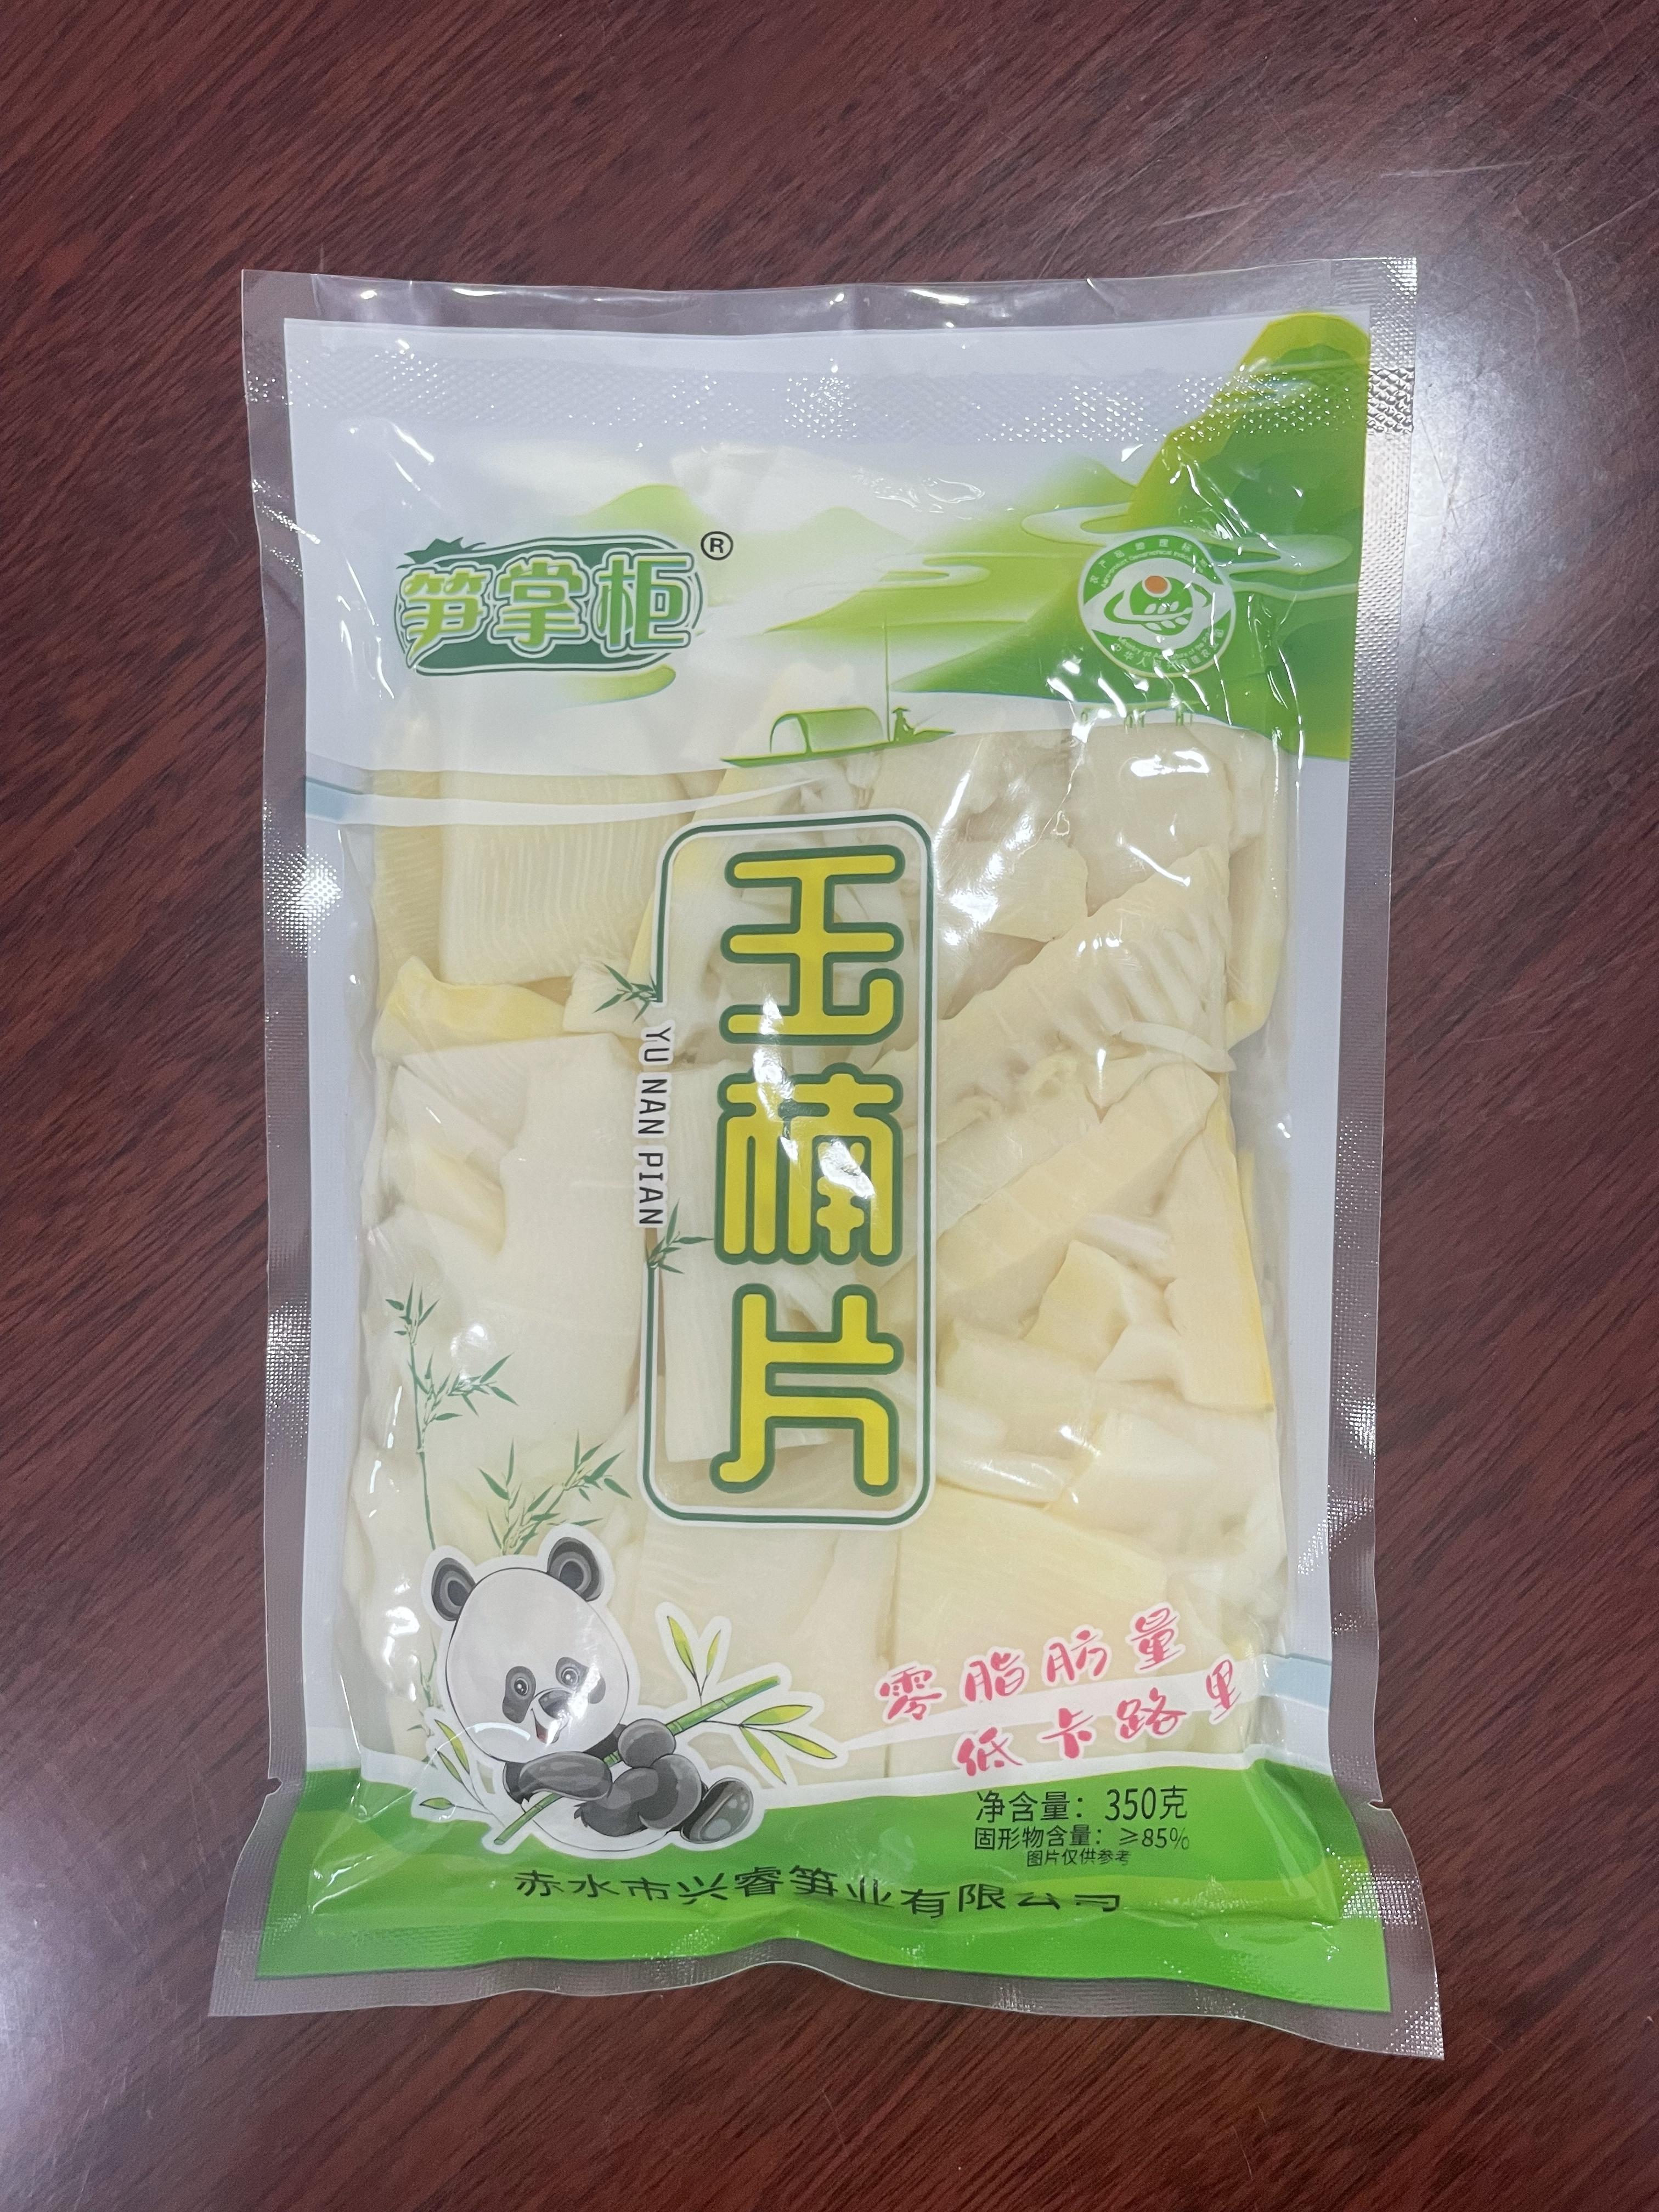 笋掌柜®
玉楠片
YU NAN PIAN
零脂肪量
低卡路里
净含量：350克
固形物含量：≥85%
图片仅供参考
赤水市兴睿笋业有限公司